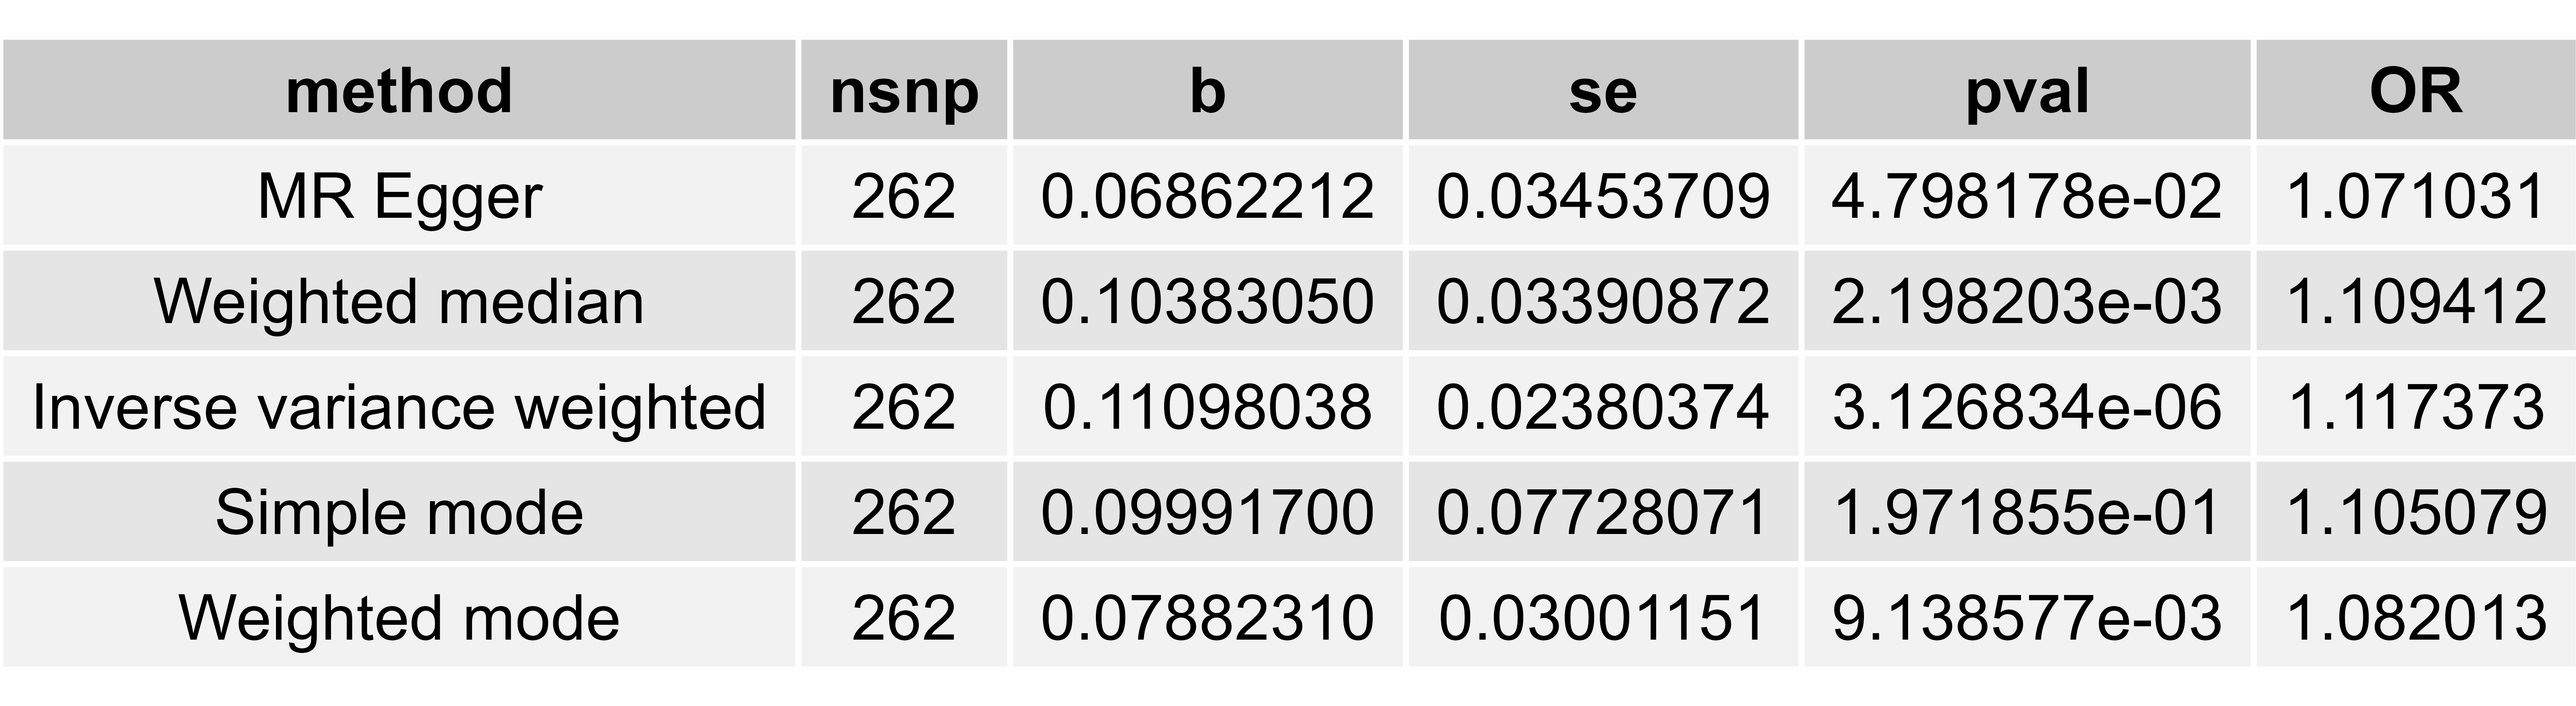 method nsnp b se pval OR
MR Egger 262 0.06862212 0.03453709 4.798178e-02 1.071031
Weighted median 262 0.10383050 0.03390872 2.198203e-03 1.109412
Inverse variance weighted 262 0.11098038 0.02380374 3.126834e-06 1.117373
Simple mode 262 0.09991700 0.07728071 1.971855e-01 1.105079
Weighted mode 262 0.07882310 0.03001151 9.138577e-03 1.082013